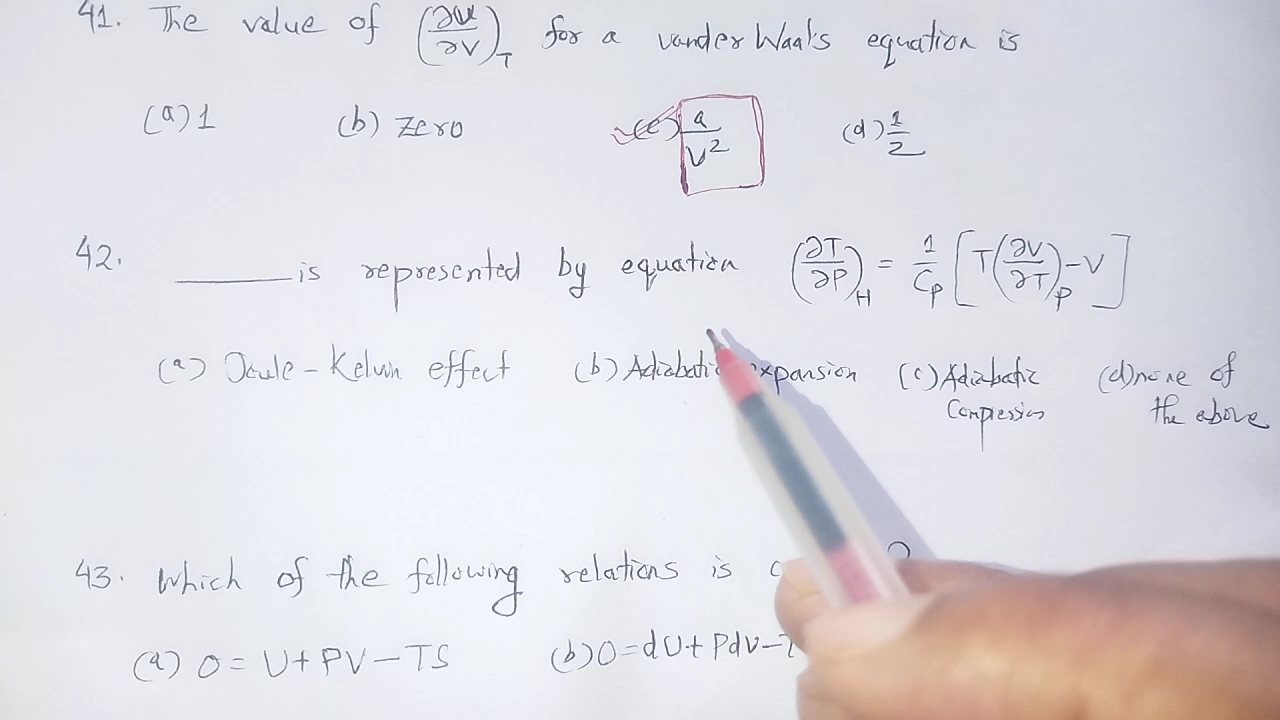 41. The value of (∂U/∂V)_T for a vander Waals equation is
(a) 1 (b) zero (c) a/V² (d) 1/2
42. ______ is represented by equation (∂T/∂P)_H = 1/C_P [T(∂V/∂T)_P - V]
(a) Joule - Kelvin effect (b) Adiabatic expansion (c) Adiabatic (d) none of
Compression the above
43. which of the following relations is
(a) 0 = U + PV - TS (b) 0 = dU + PdV -